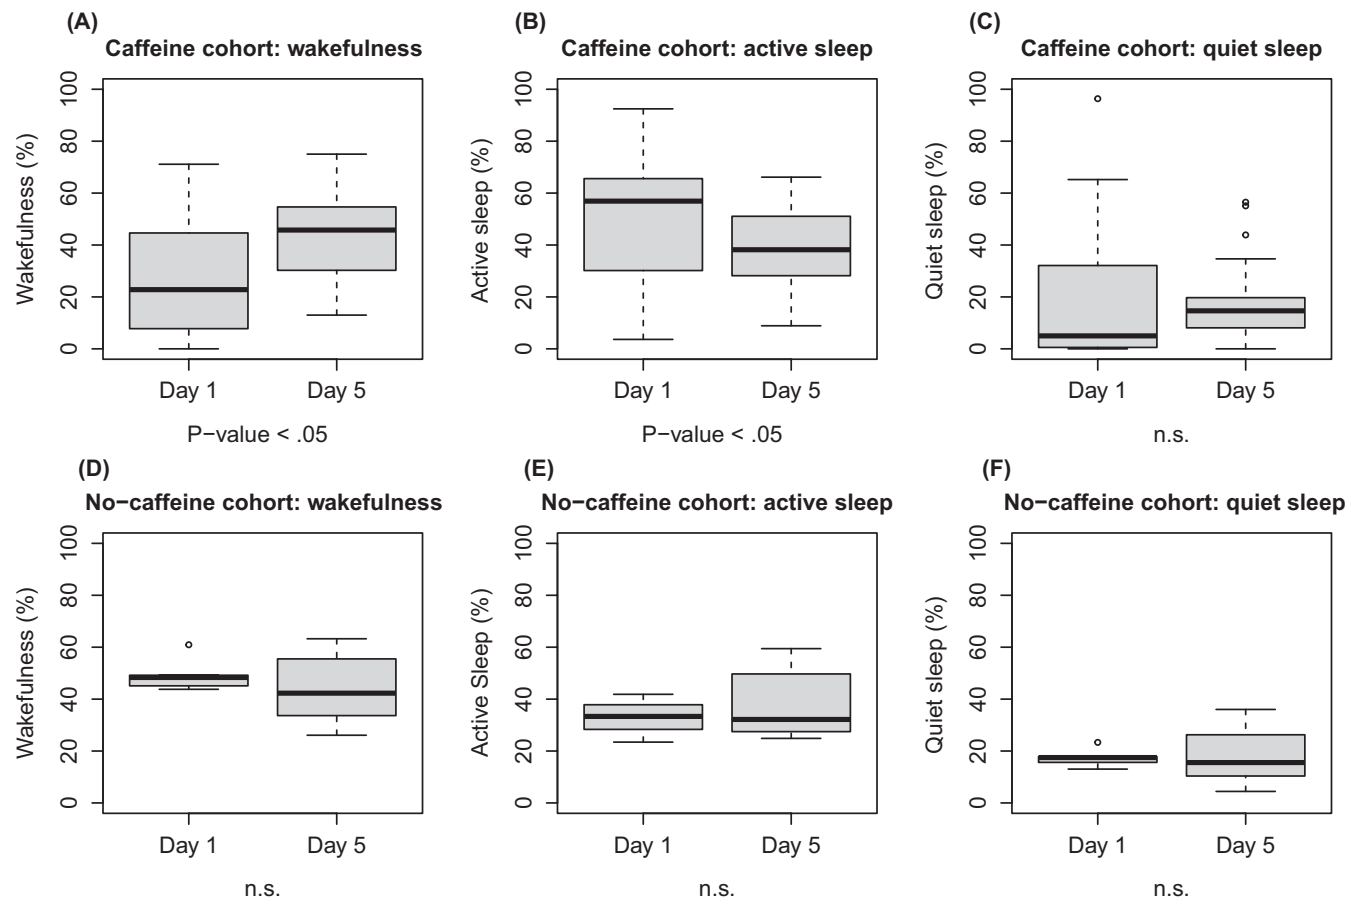 (A)
Caffeine cohort: wakefulness
Wakefulness (%)
100
80
60
40
20
0
Day 1
Day 5
P−value < .05
(B)
Caffeine cohort: active sleep
Active sleep (%)
100
80
60
40
20
0
Day 1
Day 5
P−value < .05
(C)
Caffeine cohort: quiet sleep
Quiet sleep (%)
100
80
60
40
20
0
Day 1
Day 5
n.s.
(D)
No−caffeine cohort: wakefulness
Wakefulness (%)
100
80
60
40
20
0
Day 1
Day 5
n.s.
(E)
No−caffeine cohort: active sleep
Active Sleep (%)
100
80
60
40
20
0
Day 1
Day 5
n.s.
(F)
No−caffeine cohort: quiet sleep
Quiet sleep (%)
100
80
60
40
20
0
Day 1
Day 5
n.s.